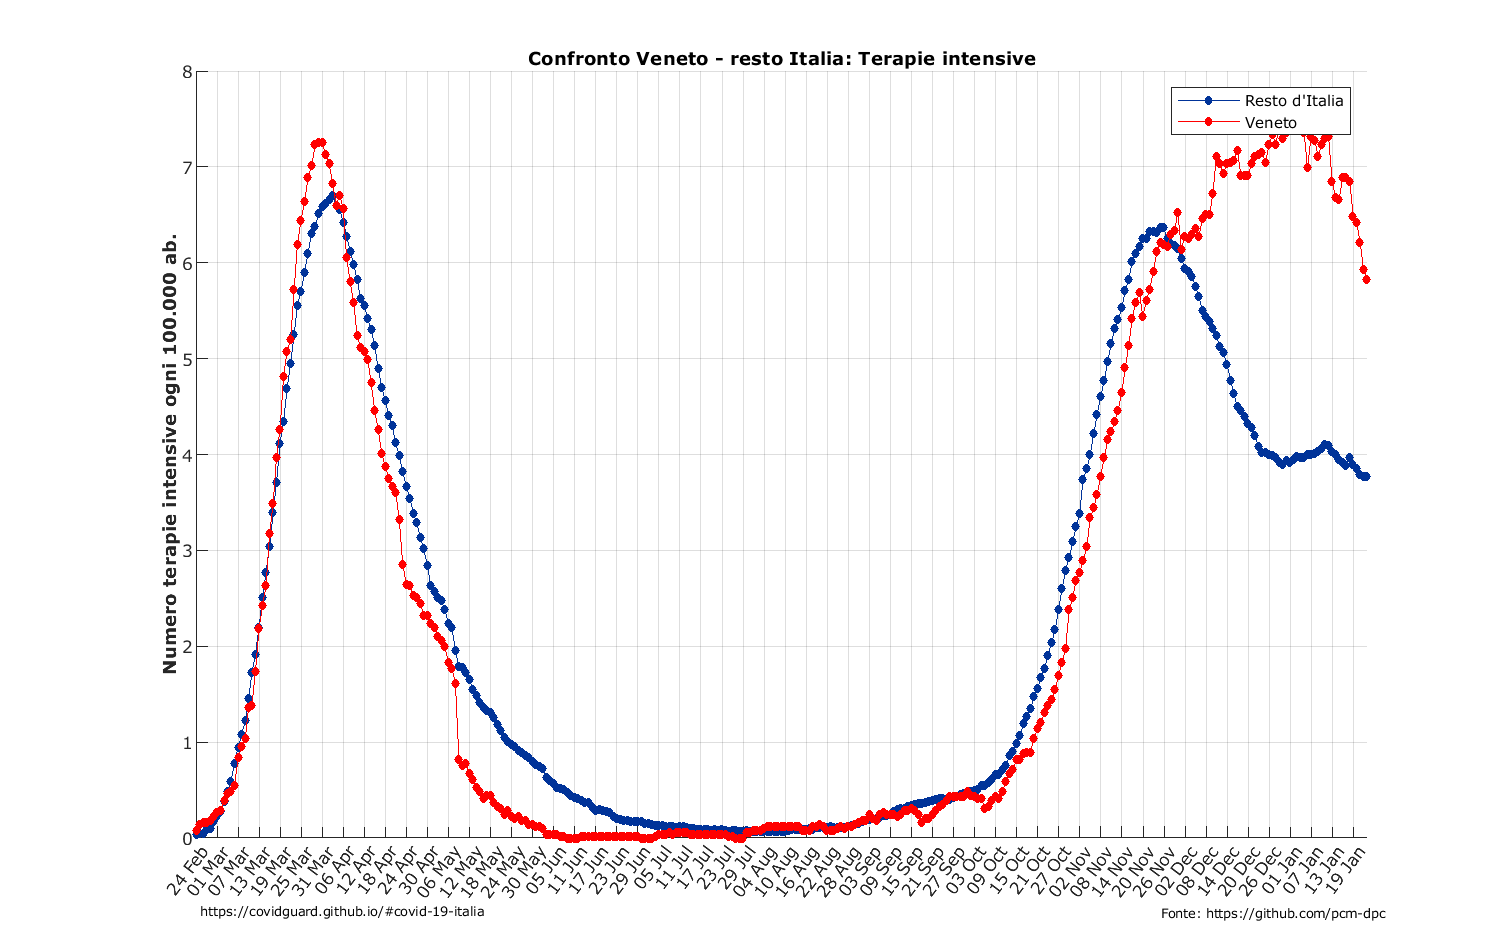 Confronto Veneto - resto Italia: Terapie intensive
Resto d'Italia
Veneto
Numero terapie intensive ogni 100.000 ab.
8
7
6
5
4
3
2
1
0
24 Feb
01 Mar
07 Mar
13 Mar
19 Mar
25 Mar
31 Mar
06 Apr
12 Apr
18 Apr
24 Apr
30 Apr
06 May
12 May
18 May
24 May
30 May
05 Jun
11 Jun
17 Jun
23 Jun
29 Jun
05 Jul
11 Jul
17 Jul
23 Jul
29 Jul
04 Aug
10 Aug
16 Aug
22 Aug
28 Aug
03 Sep
09 Sep
15 Sep
21 Sep
27 Sep
03 Oct
09 Oct
15 Oct
21 Oct
27 Oct
02 Nov
08 Nov
14 Nov
20 Nov
26 Nov
02 Dec
08 Dec
14 Dec
20 Dec
26 Dec
01 Jan
07 Jan
13 Jan
19 Jan
https://covidguard.github.io/#covid-19-italia
Fonte: https://github.com/pcm-dpc